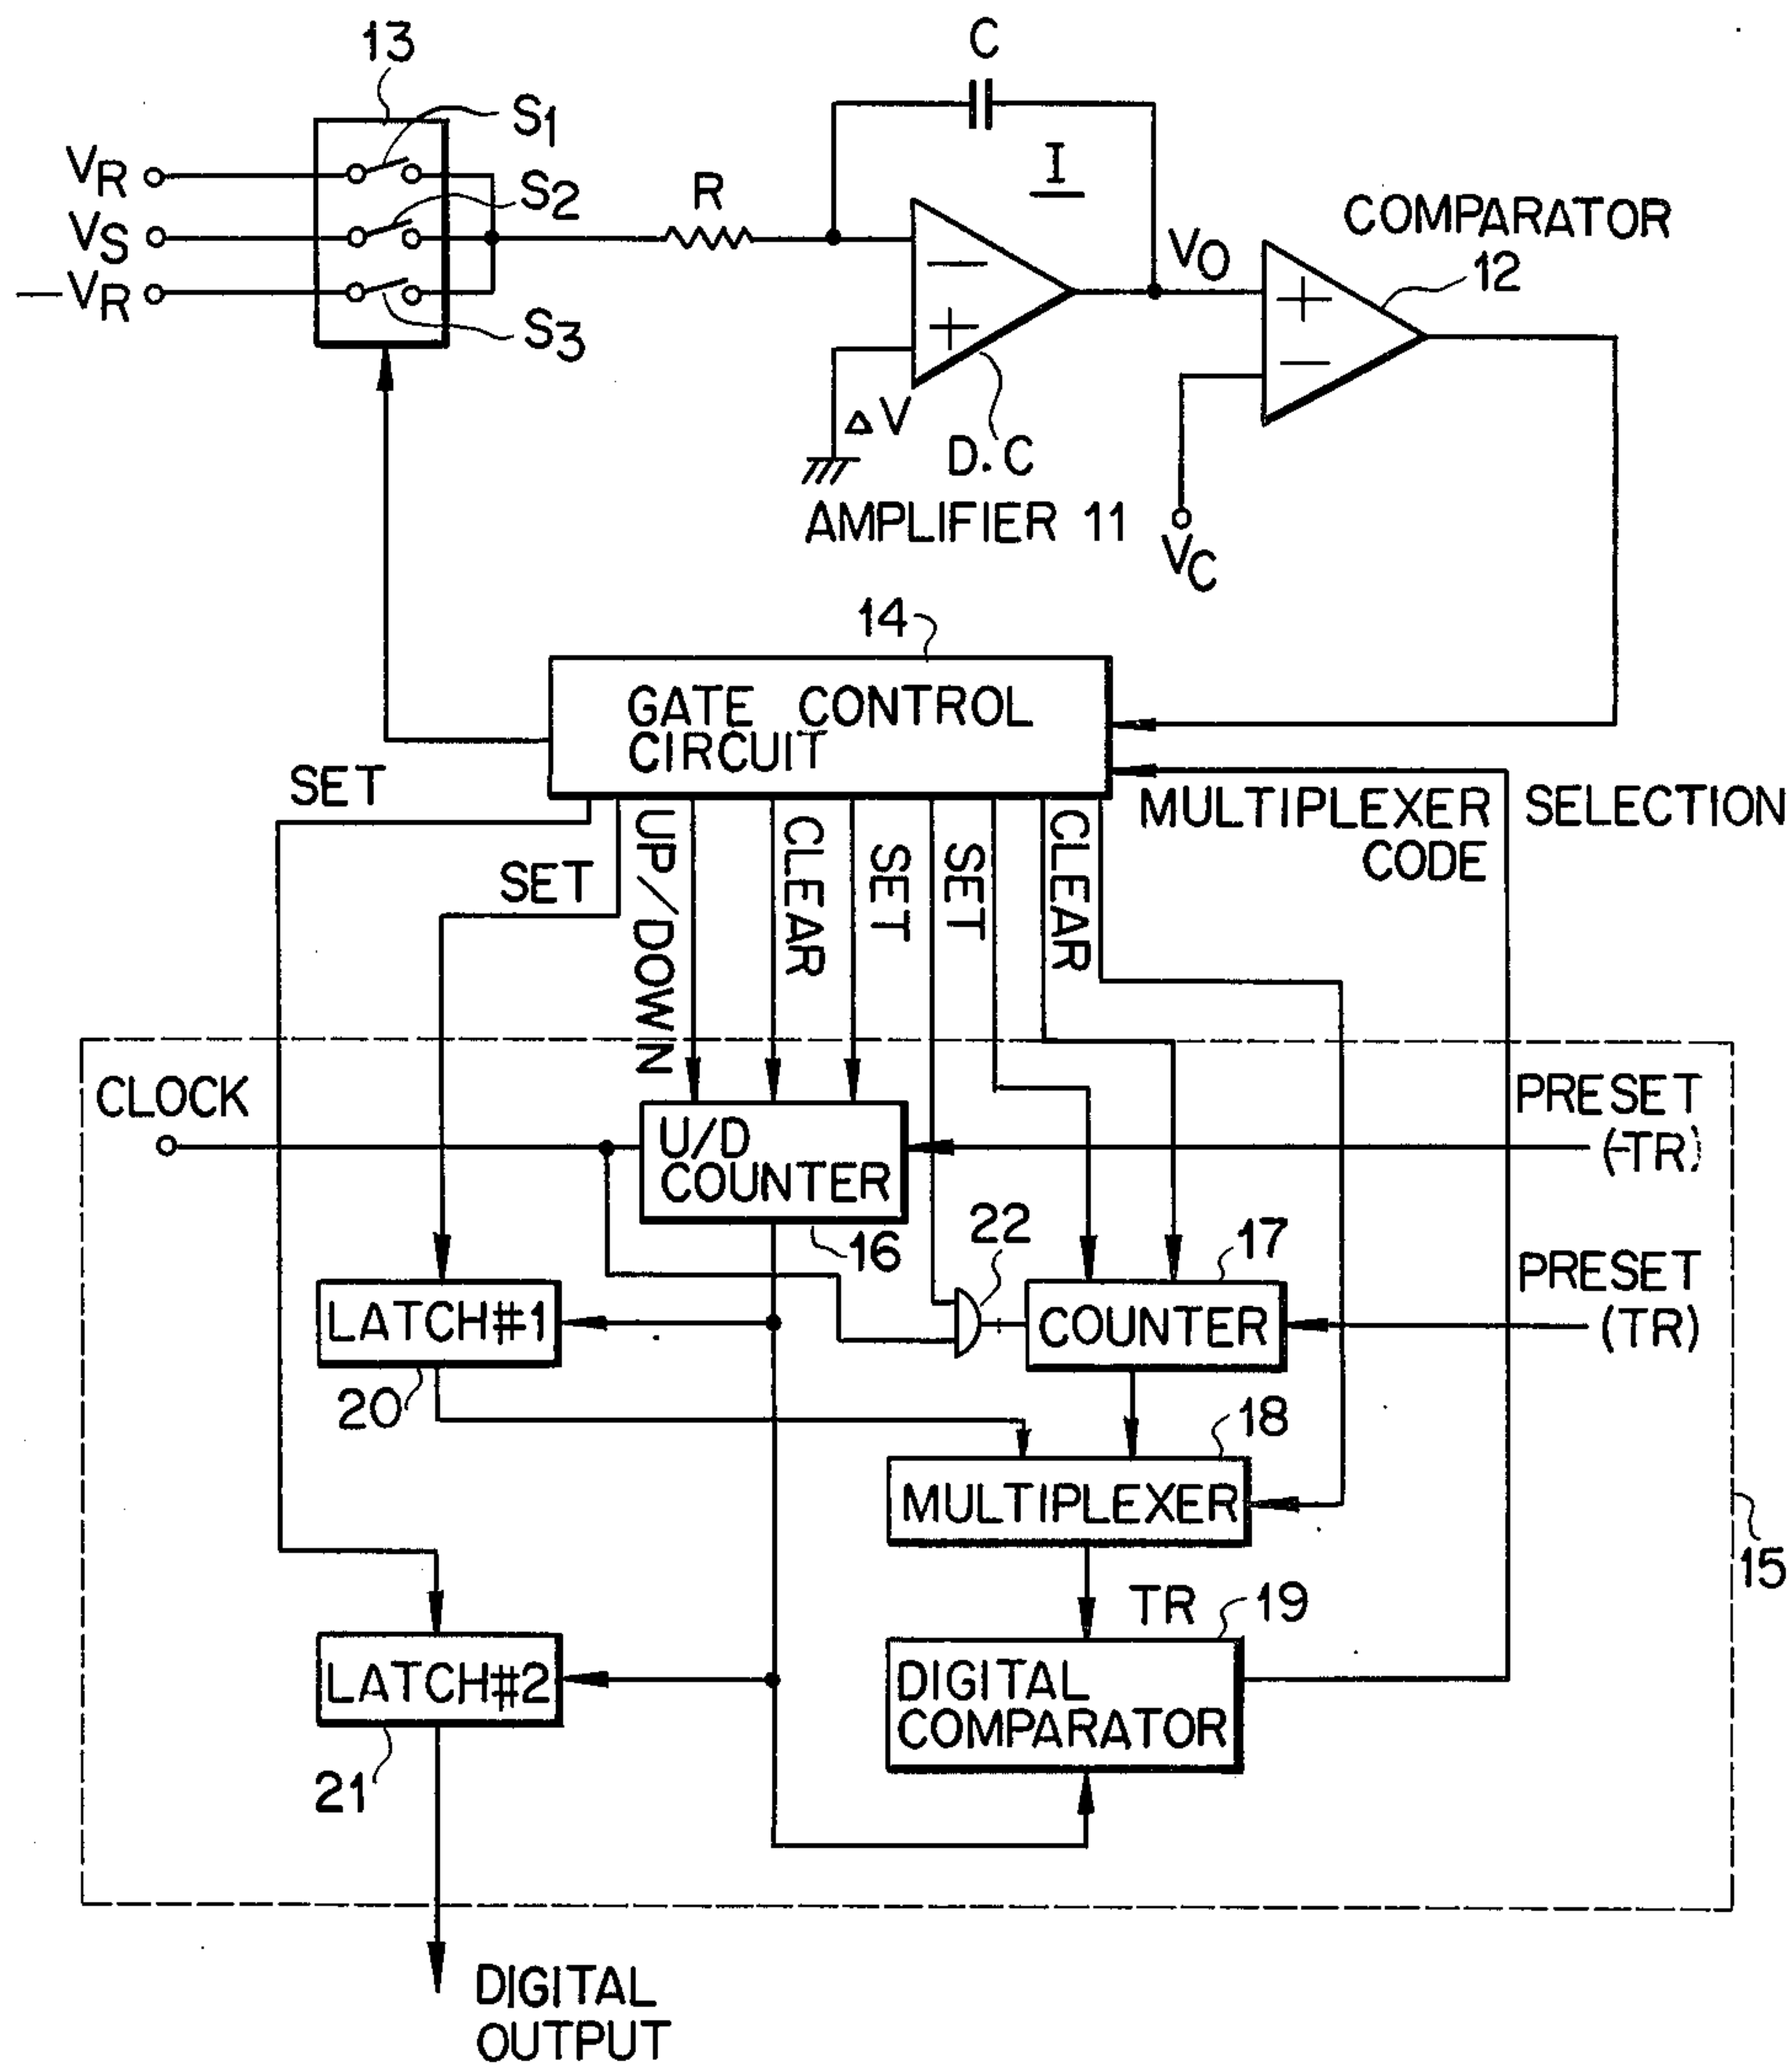 13
C
S1
VR
S2
R
I
COMPARATOR
VS
VO
12
-VR
S3
ΔV
D.C
AMPLIFIER 11
VC
14
GATE CONTROL
CIRCUIT
SET
MULTIPLEXER SELECTION
CODE
SET
UP/DOWN
CLEAR
SET
SET
CLEAR
CLOCK
PRESET
(-TR)
U/D
COUNTER
16
22
17
PRESET
(TR)
LATCH#1
COUNTER
20
18
MULTIPLEXER
15
TR
19
LATCH#2
DIGITAL
COMPARATOR
21
DIGITAL
OUTPUT